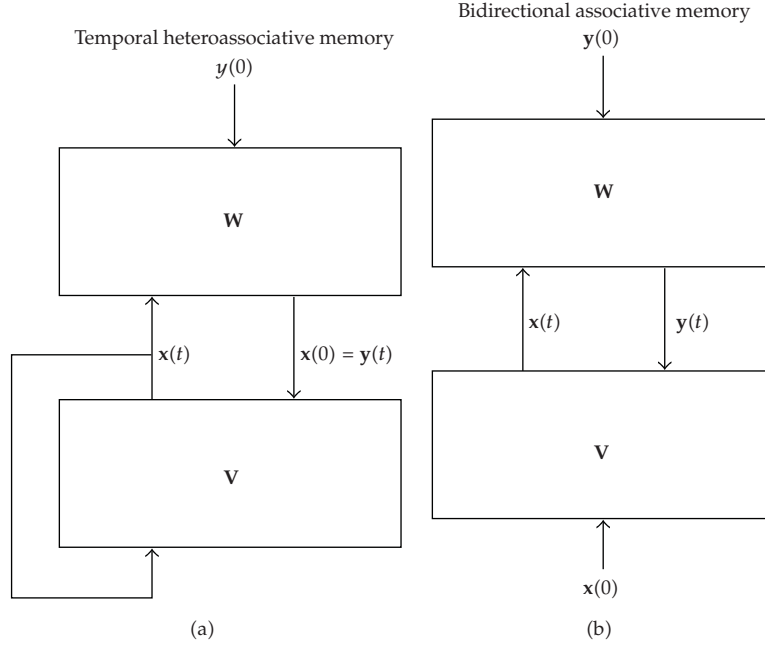 Temporal heteroassociative memory
y(0)
W
x(t)
x(0) = y(t)
V
(a)
Bidirectional associative memory
y(0)
W
x(t)
y(t)
V
x(0)
(b)